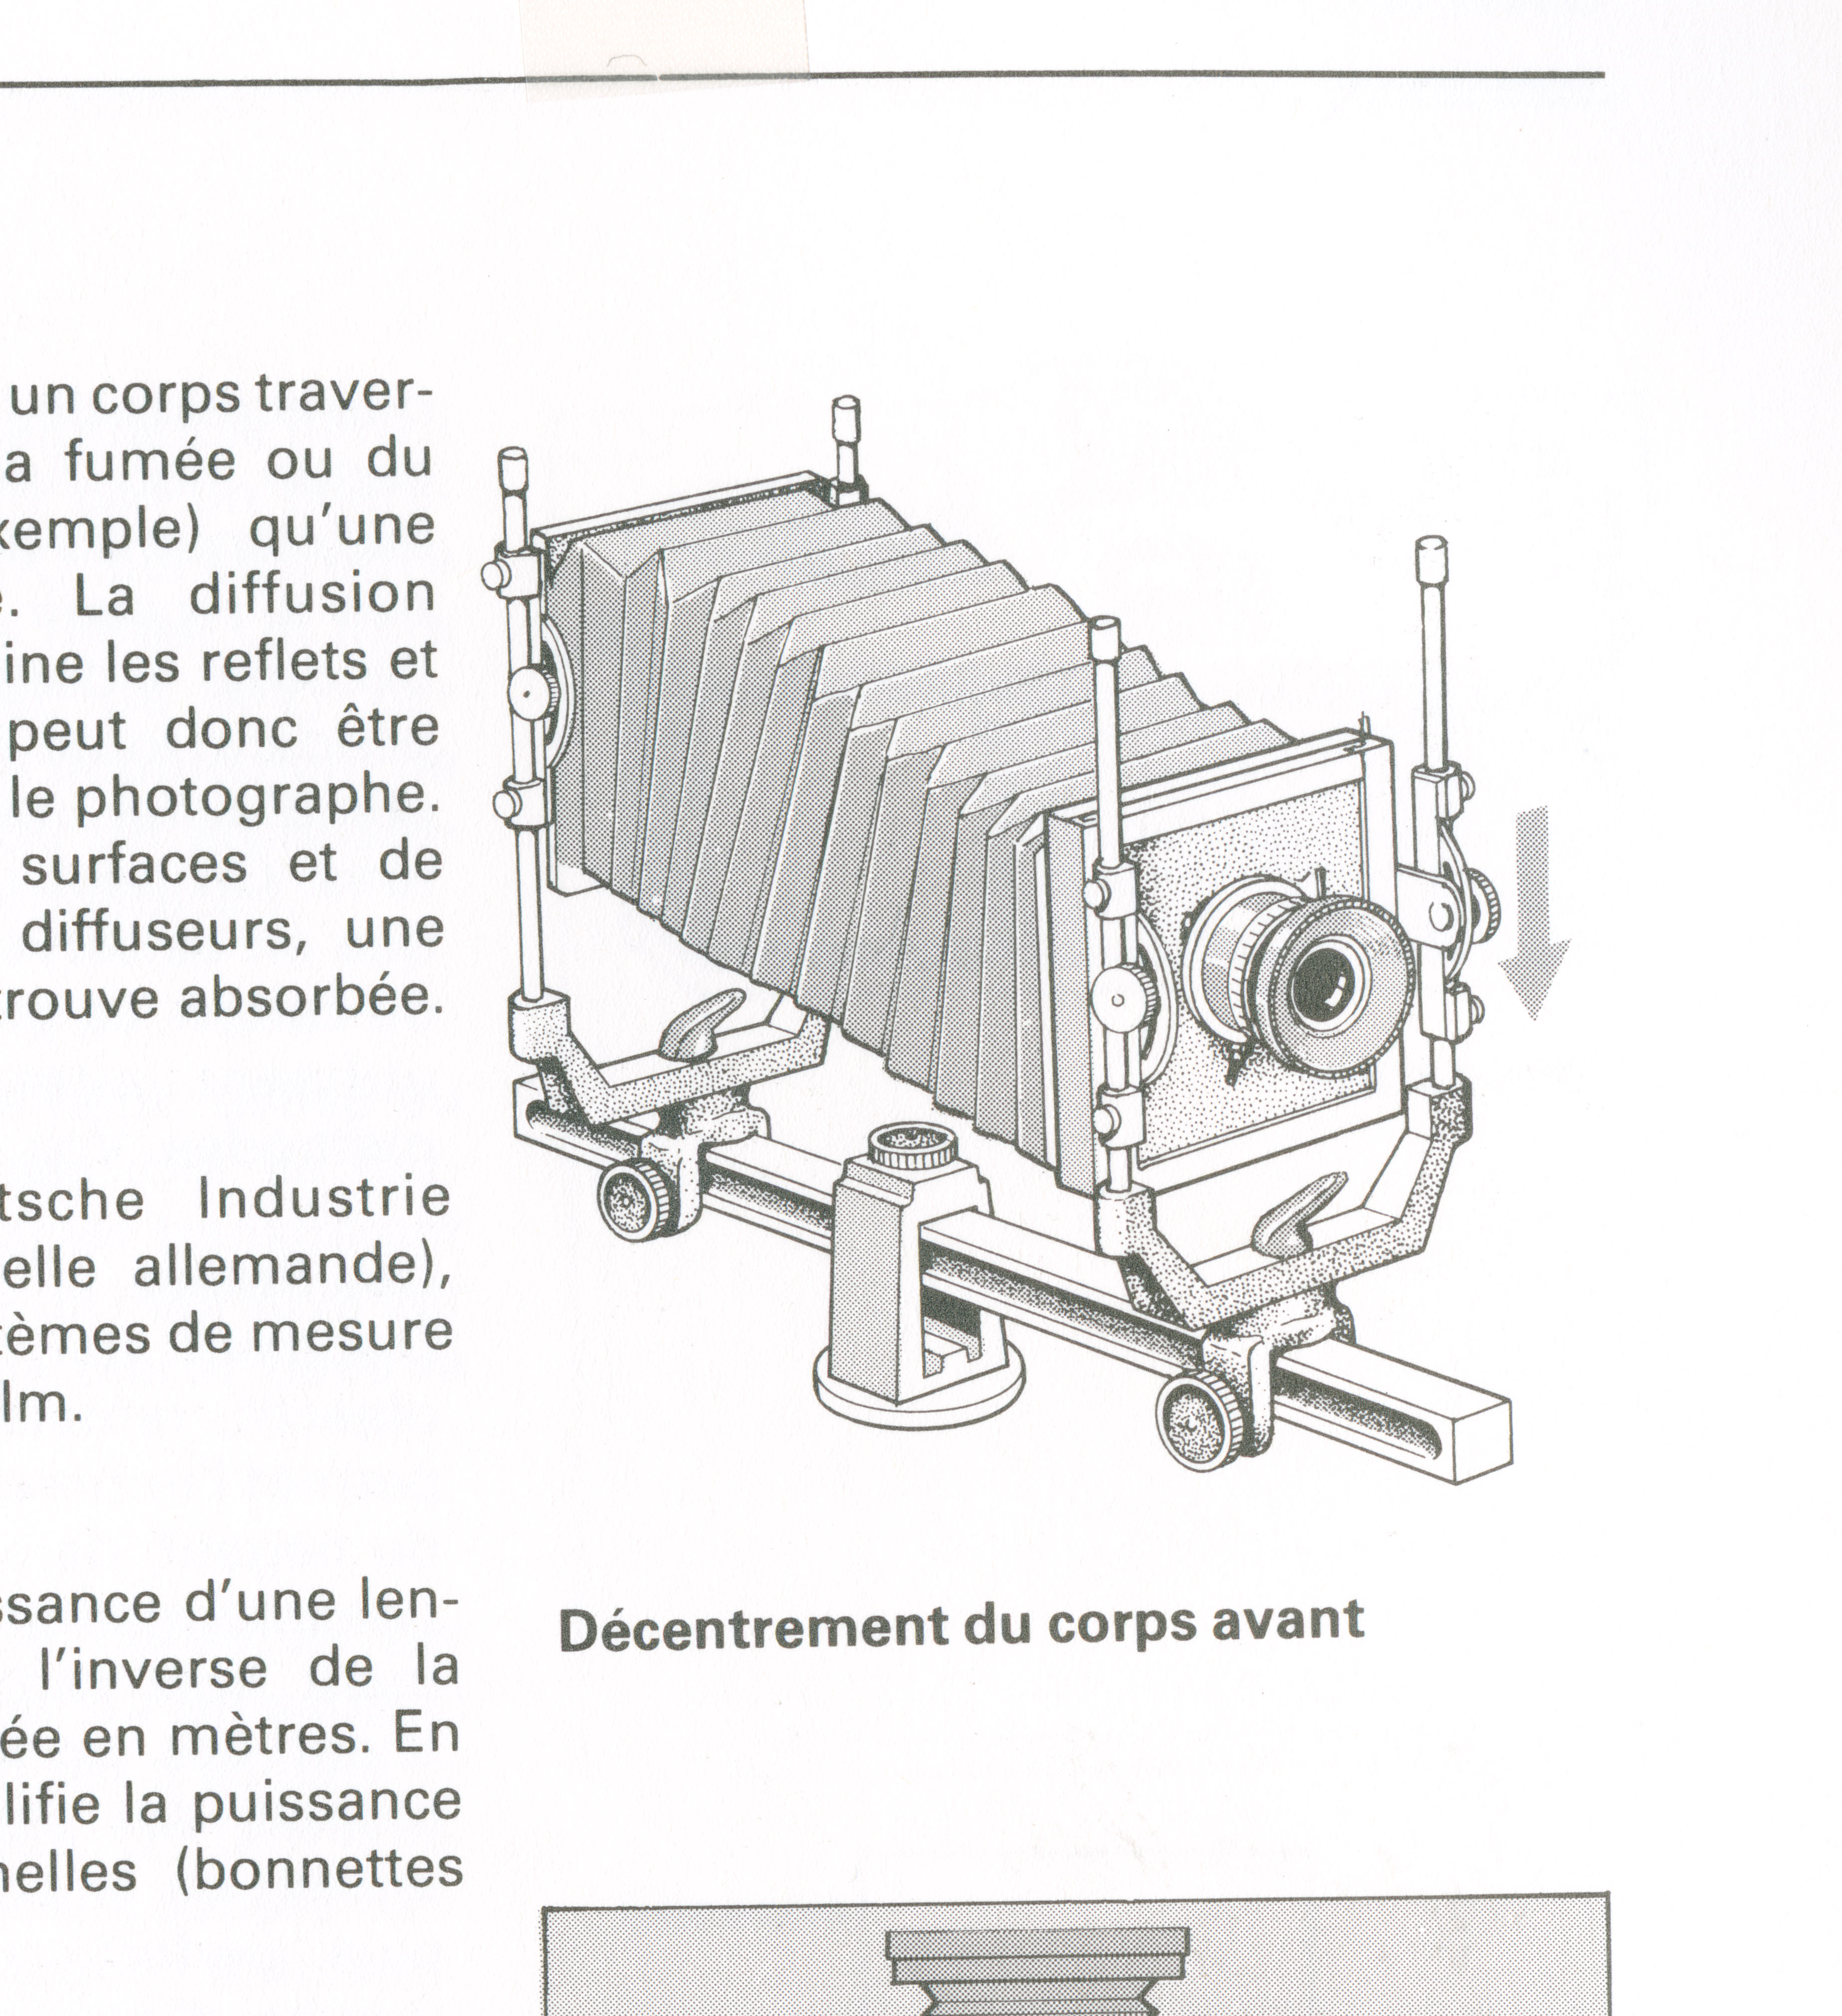 un corps traver-
a fumée ou du
xemple) qu'une
e. La diffusion
ine les reflets et
peut donc être
le photographe.
surfaces et de
diffuseurs, une
trouve absorbée.
tsche Industrie
elle allemande),
tèmes de mesure
lm.
ssance d'une len-
l'inverse de la
ée en mètres. En
lifie la puissance
nelles (bonnettes
Décentrement du corps avant